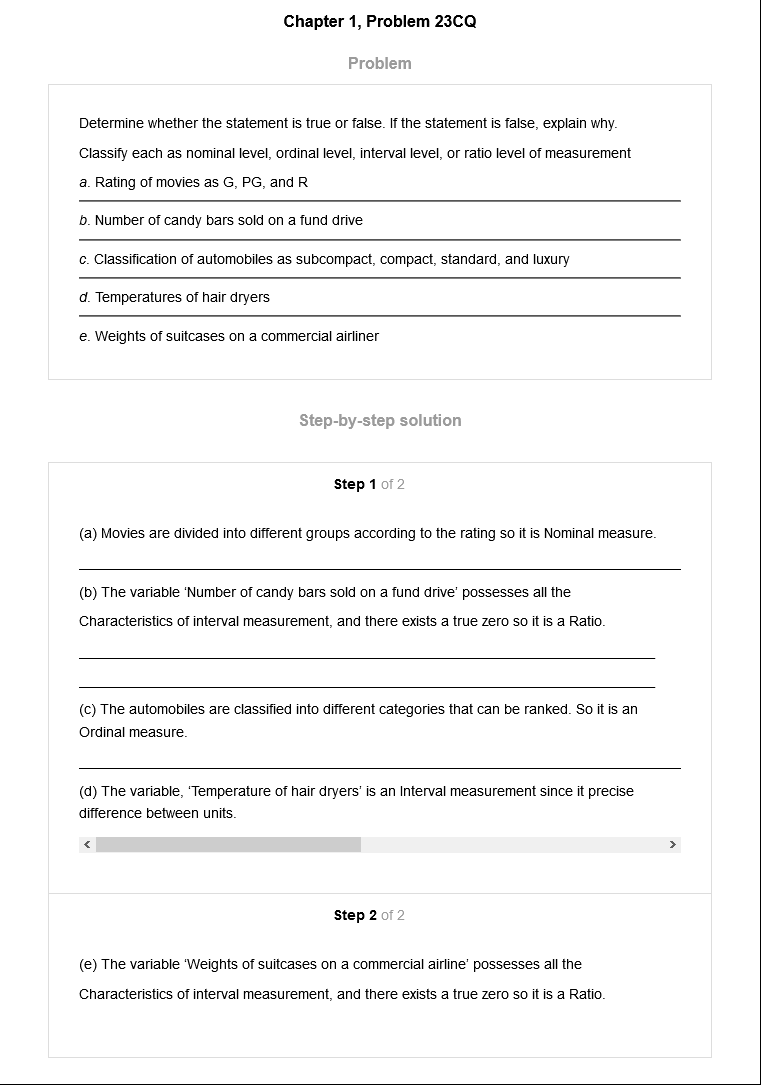 Chapter 1, Problem 23CQ
Problem
Determine whether the statement is true or false. If the statement is false, explain why.
Classify each as nominal level, ordinal level, interval level, or ratio level of measurement
a. Rating of movies as G, PG, and R
b. Number of candy bars sold on a fund drive
c. Classification of automobiles as subcompact, compact, standard, and luxury
d. Temperatures of hair dryers
e. Weights of suitcases on a commercial airliner
Step-by-step solution
Step 1 of 2
(a) Movies are divided into different groups according to the rating so it is Nominal measure.
(b) The variable ‘Number of candy bars sold on a fund drive’ possesses all the
Characteristics of interval measurement, and there exists a true zero so it is a Ratio.
(c) The automobiles are classified into different categories that can be ranked. So it is an
Ordinal measure.
(d) The variable, ‘Temperature of hair dryers’ is an Interval measurement since it precise
difference between units.
Step 2 of 2
(e) The variable ‘Weights of suitcases on a commercial airline’ possesses all the
Characteristics of interval measurement, and there exists a true zero so it is a Ratio.